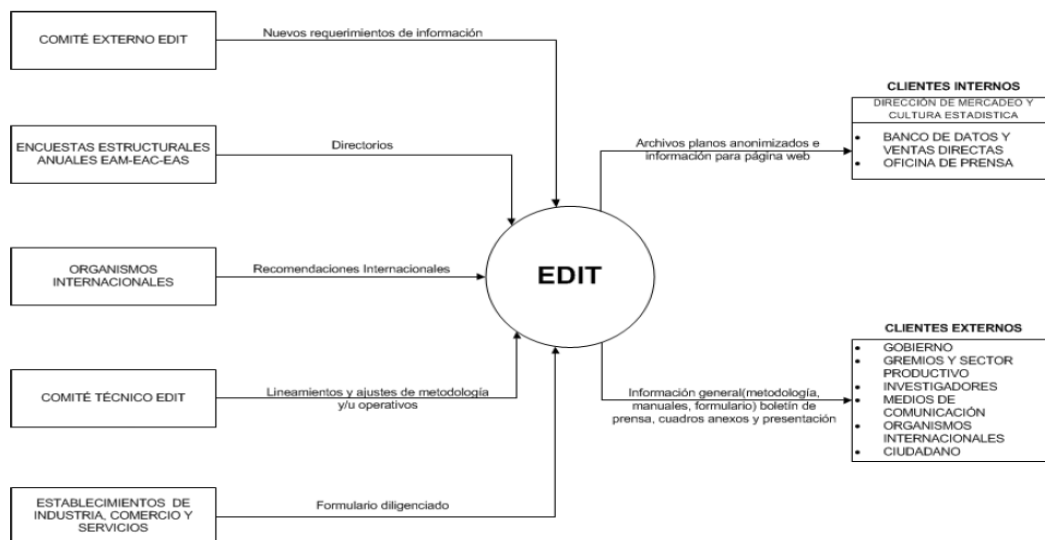 COMITÉ EXTERNO EDIT
Nuevos requerimientos de información
ENCUESTAS ESTRUCTURALES
ANUALES EAM-EAC-EAS
Directorios
ORGANISMOS
INTERNACIONALES
Recomendaciones Internacionales
COMITÉ TÉCNICO EDIT
Lineamientos y ajustes de metodología
y/u operativos
ESTABLECIMIENTOS DE
INDUSTRIA, COMERCIO Y
SERVICIOS
Formulario diligenciado
EDIT
Archivos planos anonimizados e
información para página web
CLIENTES INTERNOS
DIRECCIÓN DE MERCADEO Y
CULTURA ESTADISTICA
• BANCO DE DATOS Y
VENTAS DIRECTAS
• OFICINA DE PRENSA
Información general(metodología,
manuales, formulario) boletín de
prensa, cuadros anexos y presentación
CLIENTES EXTERNOS
• GOBIERNO
• GREMIOS Y SECTOR
PRODUCTIVO
• INVESTIGADORES
• MEDIOS DE
COMUNICACIÓN
• ORGANISMOS
INTERNACIONALES
• CIUDADANO